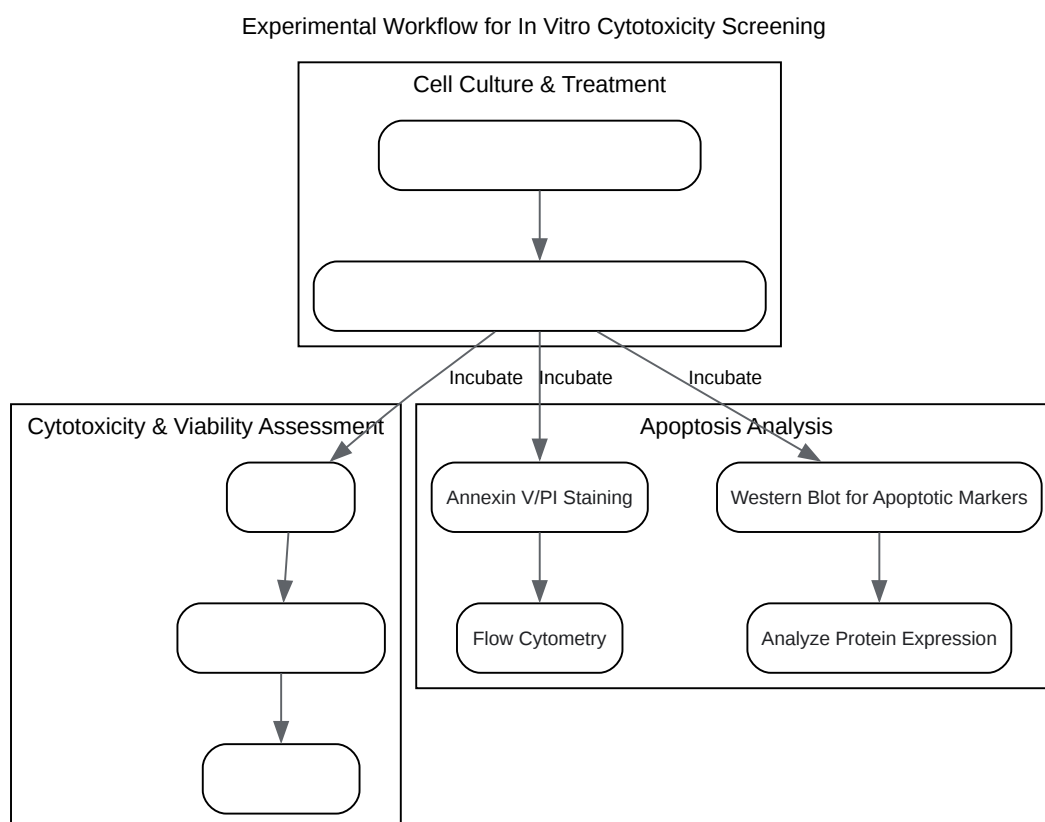 Experimental Workflow for In Vitro Cytotoxicity Screening
Cell Culture & Treatment
Incubate
Incubate
Incubate
Cytotoxicity & Viability Assessment
Apoptosis Analysis
Annexin V/PI Staining
Western Blot for Apoptotic Markers
Flow Cytometry
Analyze Protein Expression